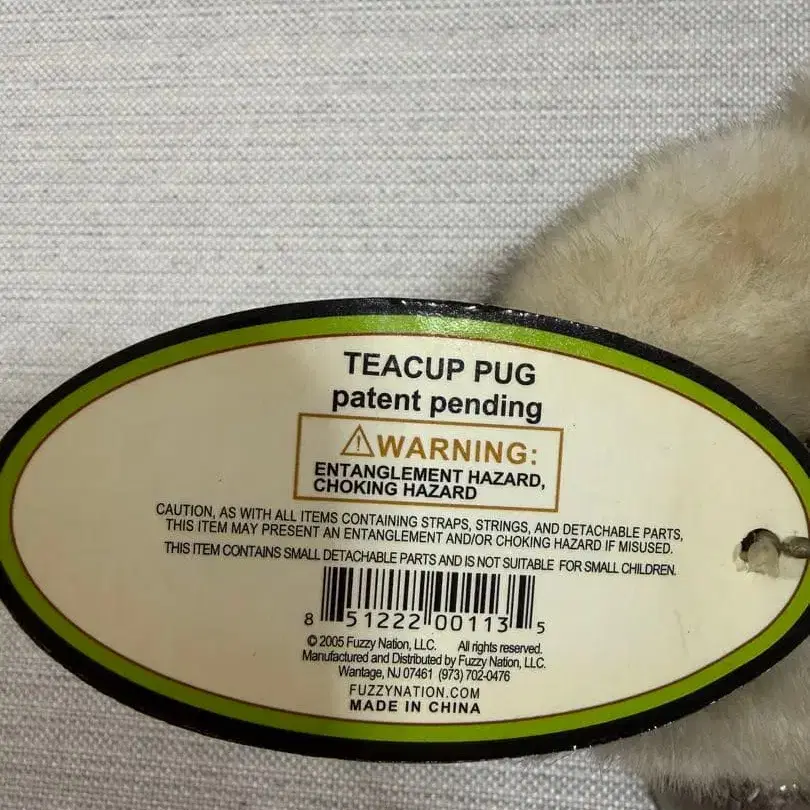 TEACUP PUG
patent pending
⚠WARNING:
ENTANGLEMENT HAZARD,
CHOKING HAZARD
CAUTION, AS WITH ALL ITEMS CONTAINING STRAPS, STRINGS, AND DETACHABLE PARTS,
THIS ITEM MAY PRESENT AN ENTANGLEMENT AND/OR CHOKING HAZARD IF MISUSED.
THIS ITEM CONTAINS SMALL DETACHABLE PARTS AND IS NOT SUITABLE FOR SMALL CHILDREN.
8 51222 00113 5
© 2005 Fuzzy Nation, LLC. All rights reserved.
Manufactured and Distributed by Fuzzy Nation, LLC.
Wantage, NJ 07461 (973) 702-0476
FUZZYNATION.COM
MADE IN CHINA